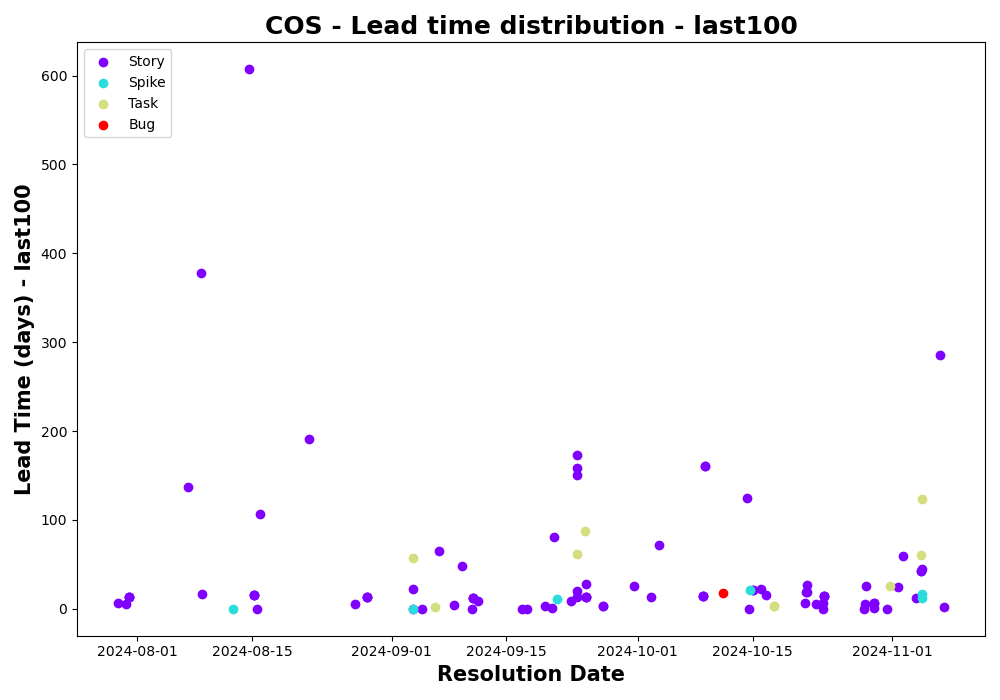 COS - Lead time distribution - last100
Story
Spike
Task
Bug
Lead Time (days) - last100
600
500
400
300
200
100
0
2024-08-01 2024-08-15 2024-09-01 2024-09-15 2024-10-01 2024-10-15 2024-11-01
Resolution Date